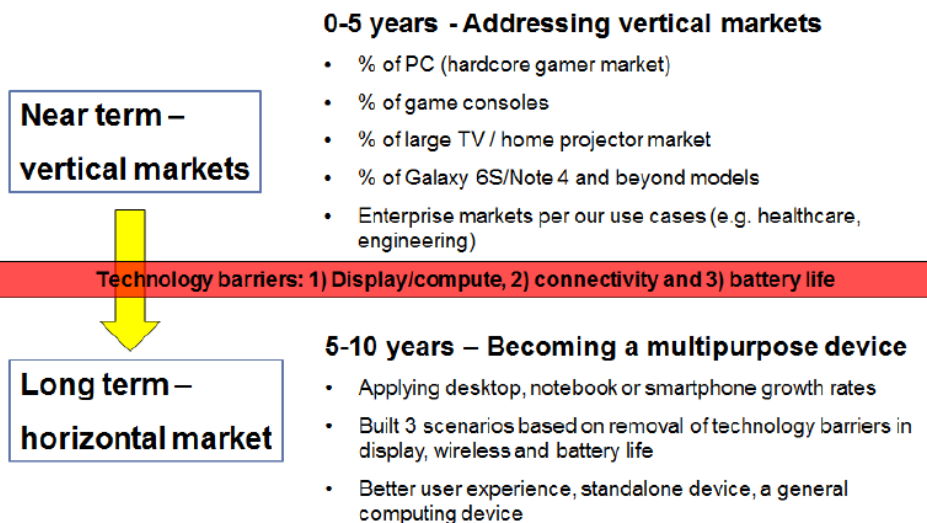 0-5 years - Addressing vertical markets
• % of PC (hardcore gamer market)
• % of game consoles
• % of large TV / home projector market
• % of Galaxy 6S/Note 4 and beyond models
• Enterprise markets per our use cases (e.g. healthcare,
engineering)
Near term –
vertical markets
Technology barriers: 1) Display/compute, 2) connectivity and 3) battery life
5-10 years – Becoming a multipurpose device
• Applying desktop, notebook or smartphone growth rates
• Built 3 scenarios based on removal of technology barriers in
display, wireless and battery life
• Better user experience, standalone device, a general
computing device
Long term –
horizontal market